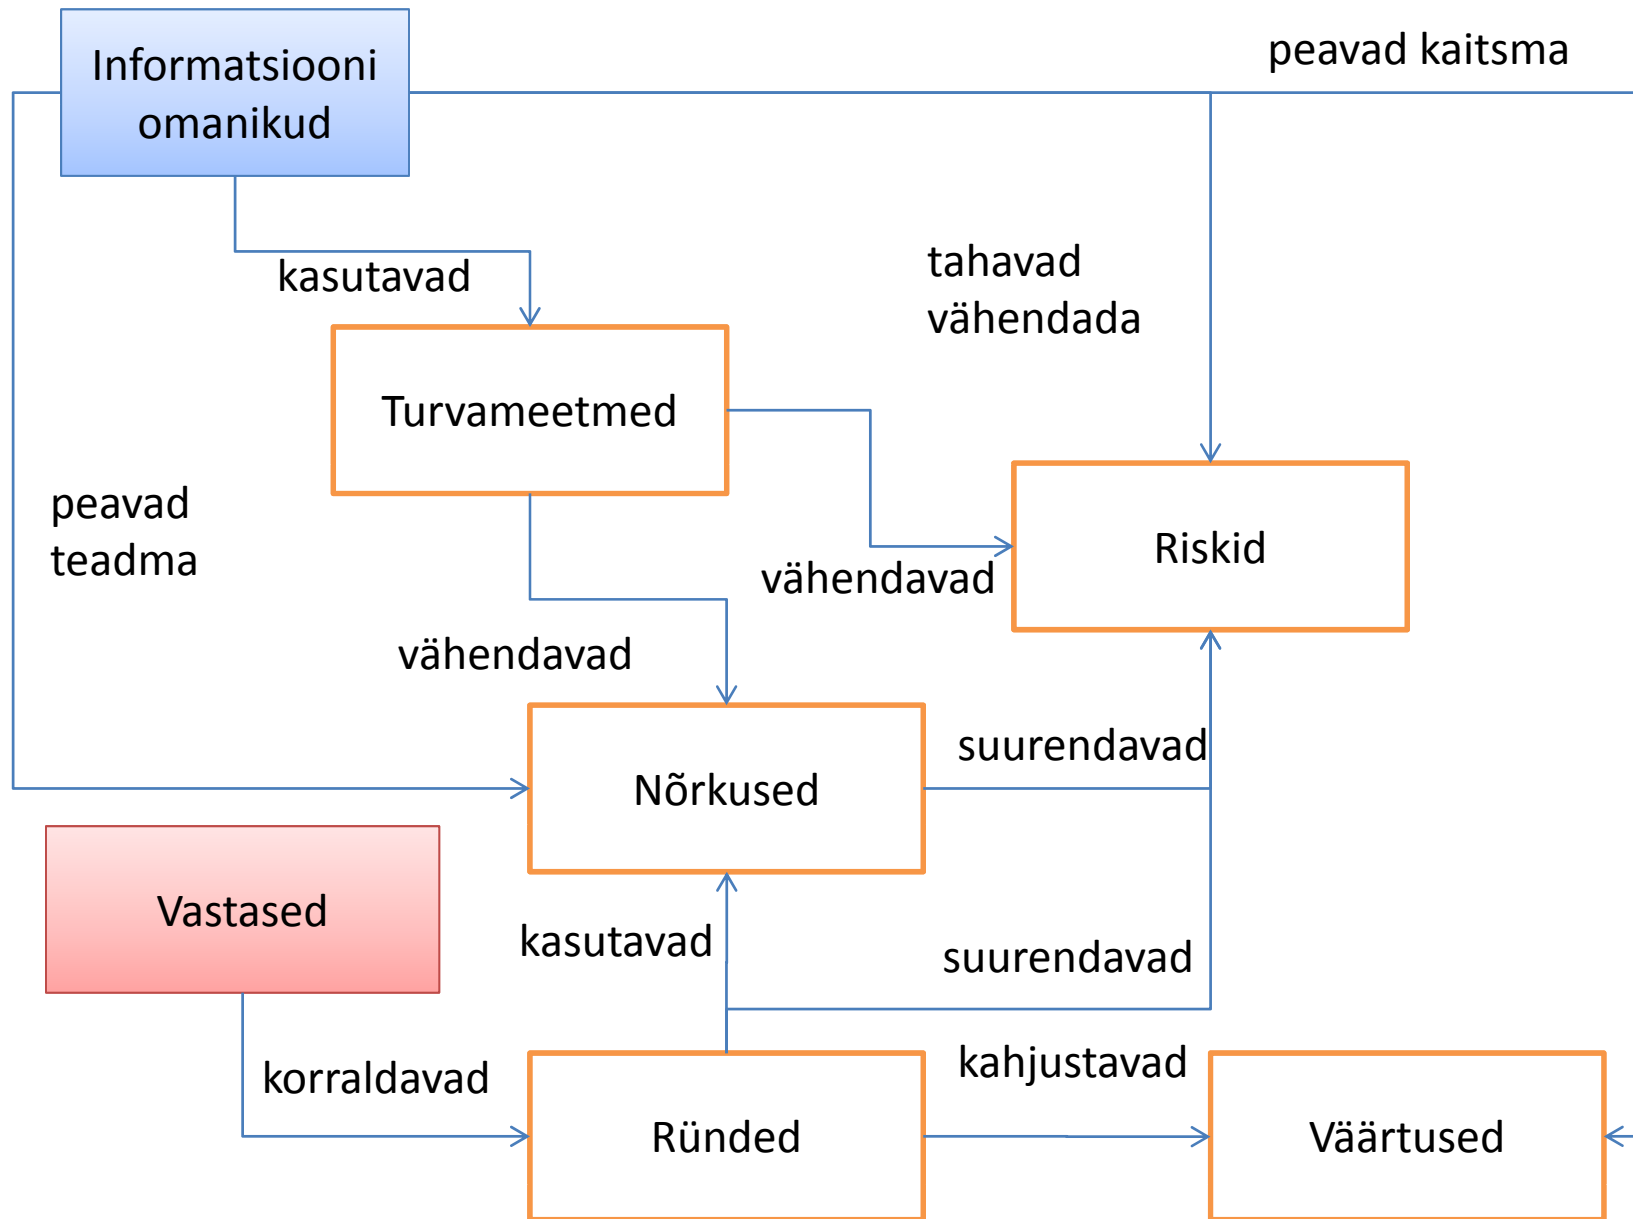 Informatsiooni
omanikud
peavad kaitsma
kasutavad
tahavad
vähendada
Turvameetmed
peavad
teadma
Riskid
vähendavad
vähendavad
suurendavad
Nõrkused
Vastased
kasutavad
suurendavad
korraldavad
kahjustavad
Ründed
Väärtused